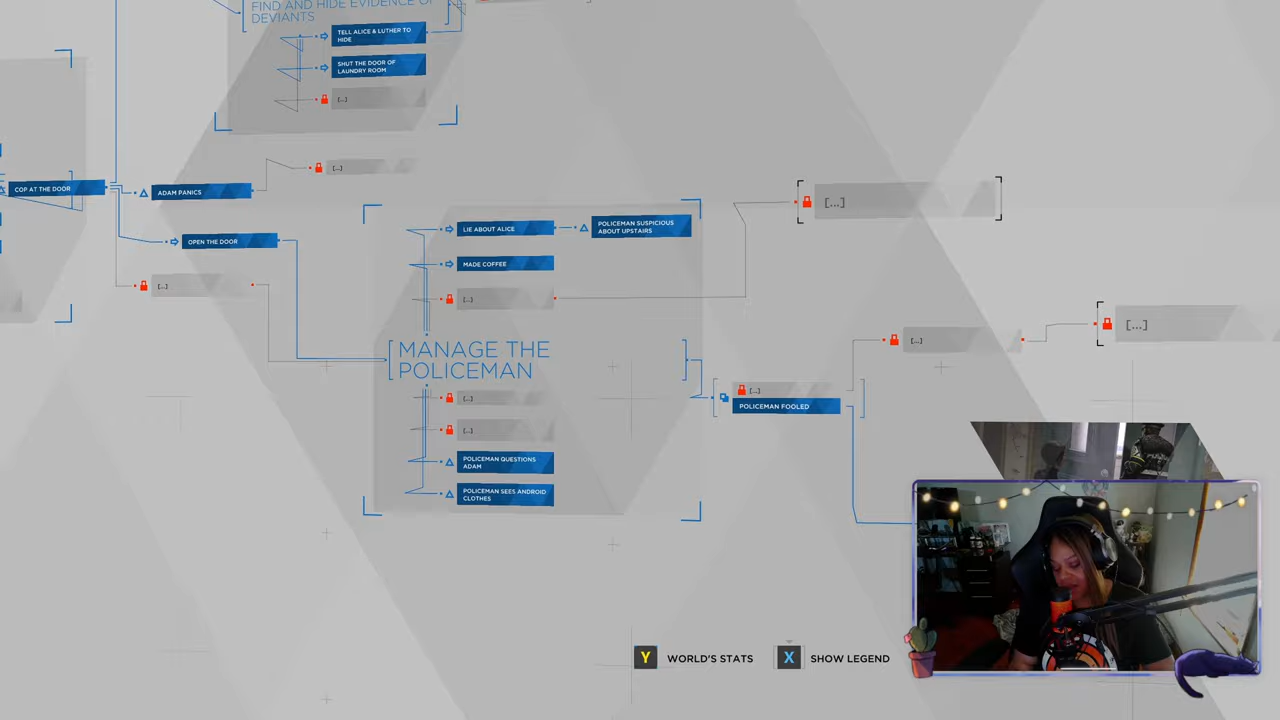 FIND AND HIDE EVIDENCE OF
DEVIANTS
TELL ALICE & LUTHER TO
HIDE
SHUT THE DOOR OF
LAUNDRY ROOM
[...]
COP AT THE DOOR
ADAM PANICS
[...]
OPEN THE DOOR
[...]
LIE ABOUT ALICE
POLICEMAN SUSPICIOUS
ABOUT UPSTAIRS
MADE COFFEE
[...]
[...]
MANAGE THE
POLICEMAN
[...]
[...]
POLICEMAN QUESTIONS
ADAM
POLICEMAN SEES ANDROID
CLOTHES
[...]
POLICEMAN FOOLED
[...]
[...]
Y WORLD'S STATS
X SHOW LEGEND